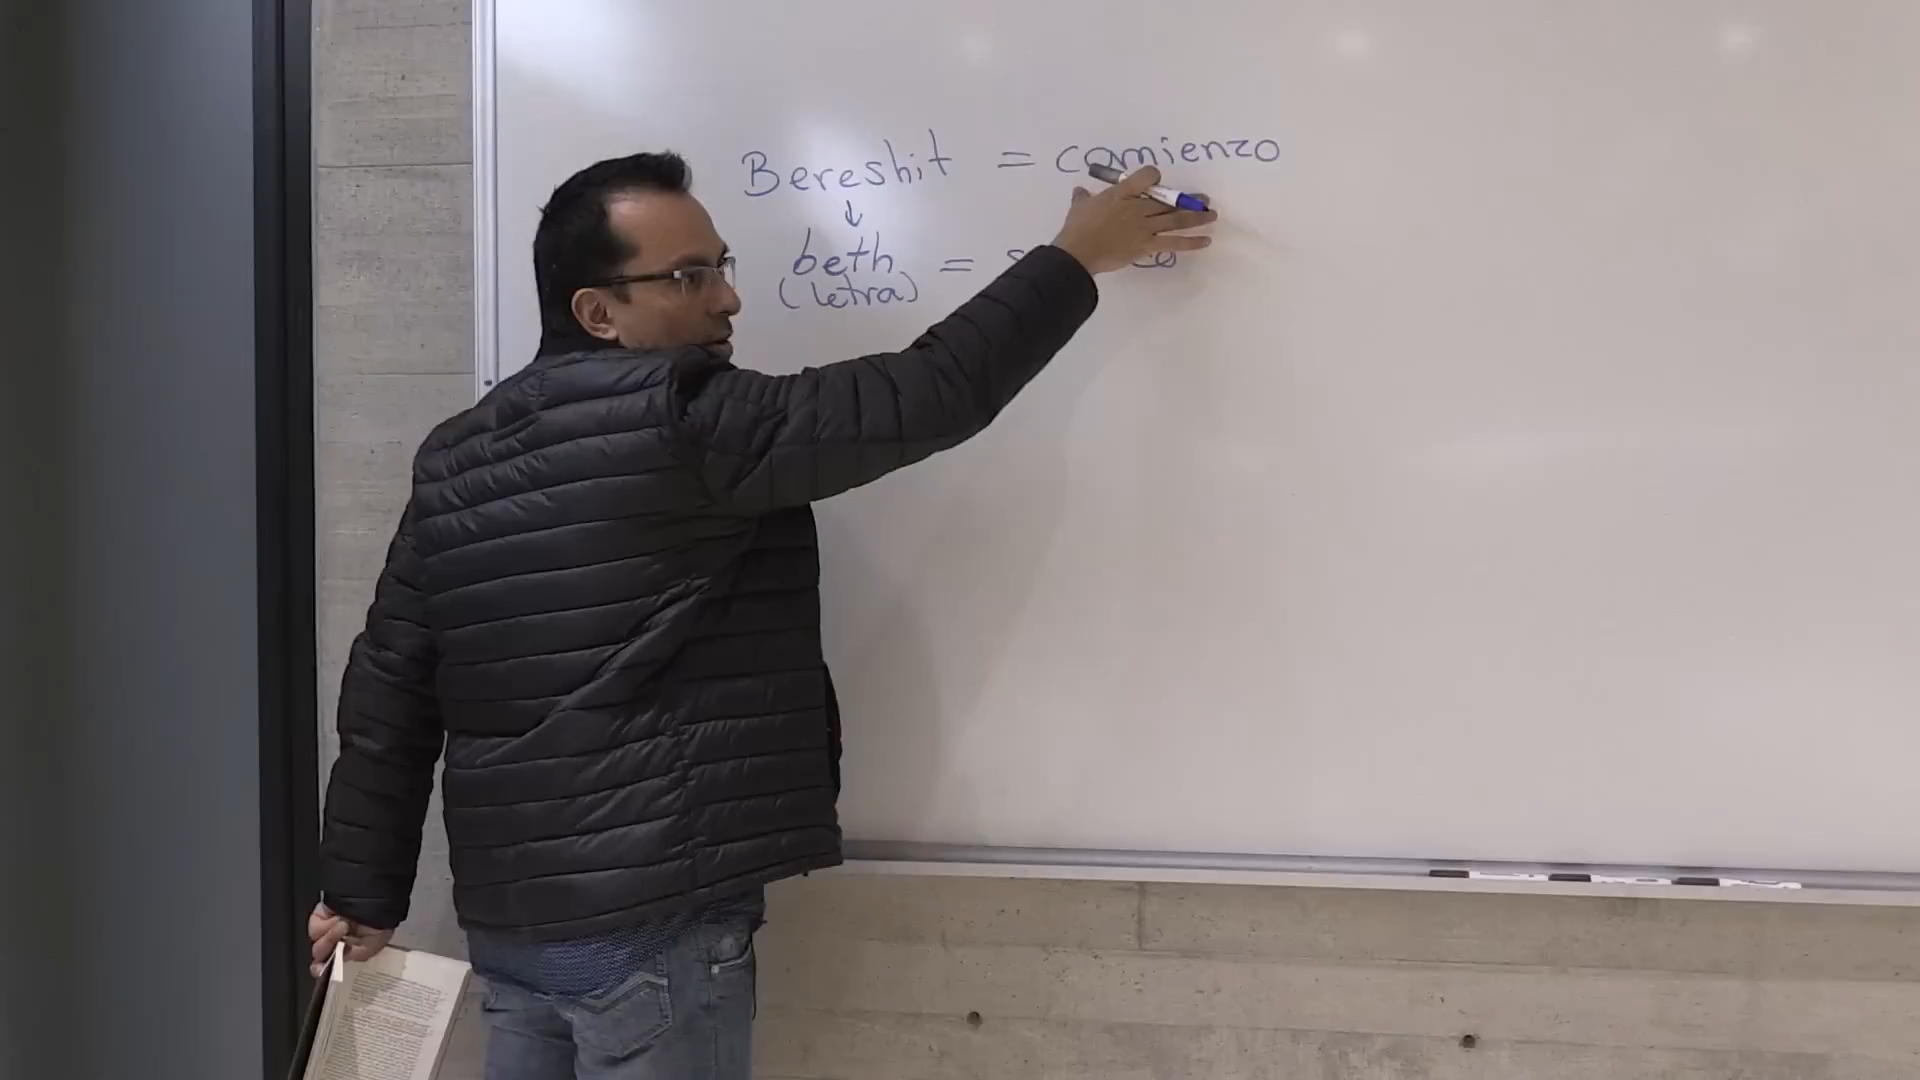 Bereshit = comienzo
↓
beth =
(letra)